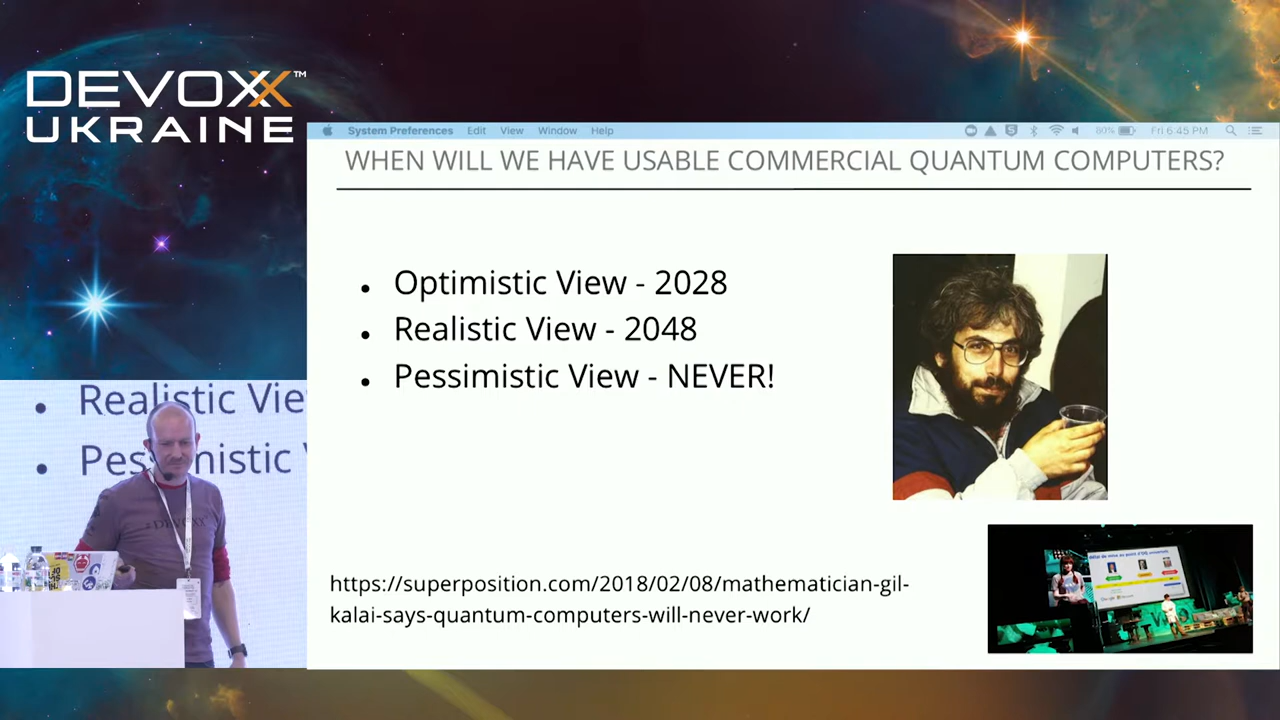 DEVOXX™
UKRAINE
System Preferences Edit View Window Help
80% Fri 6.45 PM
WHEN WILL WE HAVE USABLE COMMERCIAL QUANTUM COMPUTERS?
• Optimistic View - 2028
• Realistic View - 2048
• Pessimistic View - NEVER!
https://superposition.com/2018/02/08/mathematician-gil-
kalai-says-quantum-computers-will-never-work/
• Realistic Vie
• Pessimistic
DEVOXX